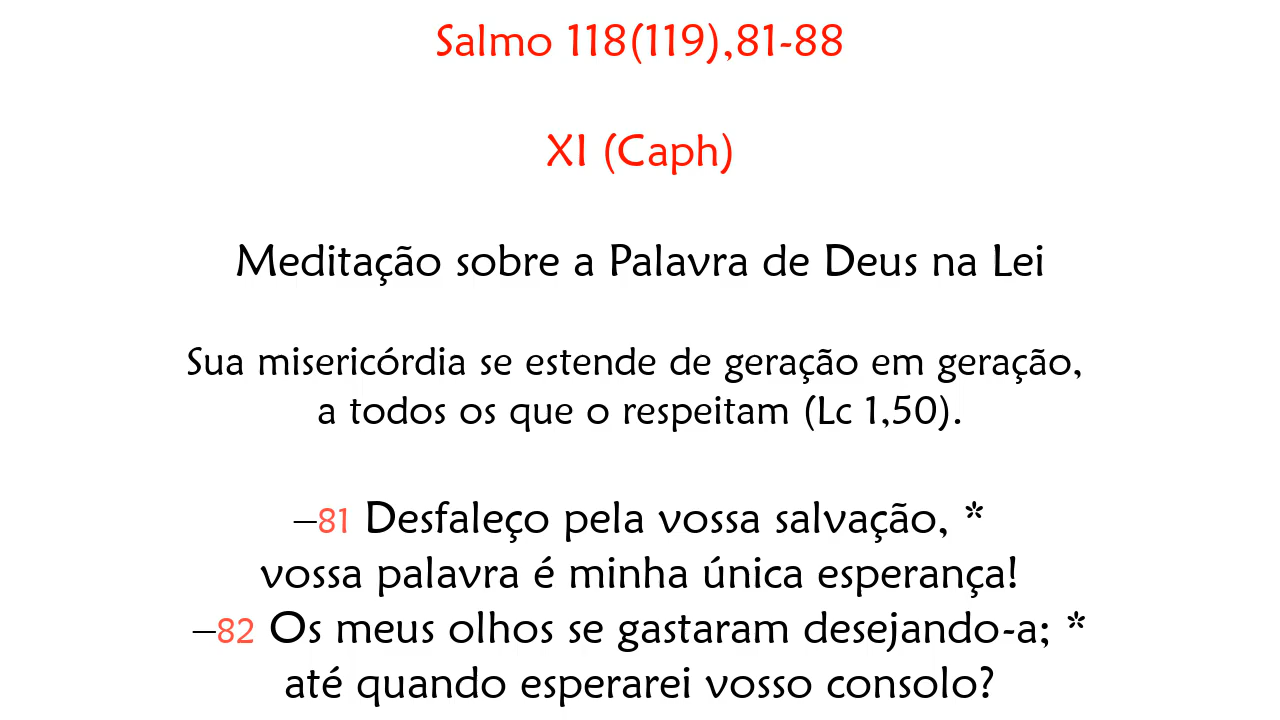 Salmo 118(119),81-88
XI (Caph)
Meditação sobre a Palavra de Deus na Lei
Sua misericórdia se estende de geração em geração,
a todos os que o respeitam (Lc 1,50).
–81 Desfaleço pela vossa salvação, *
vossa palavra é minha única esperança!
–82 Os meus olhos se gastaram desejando-a; *
até quando esperarei vosso consolo?